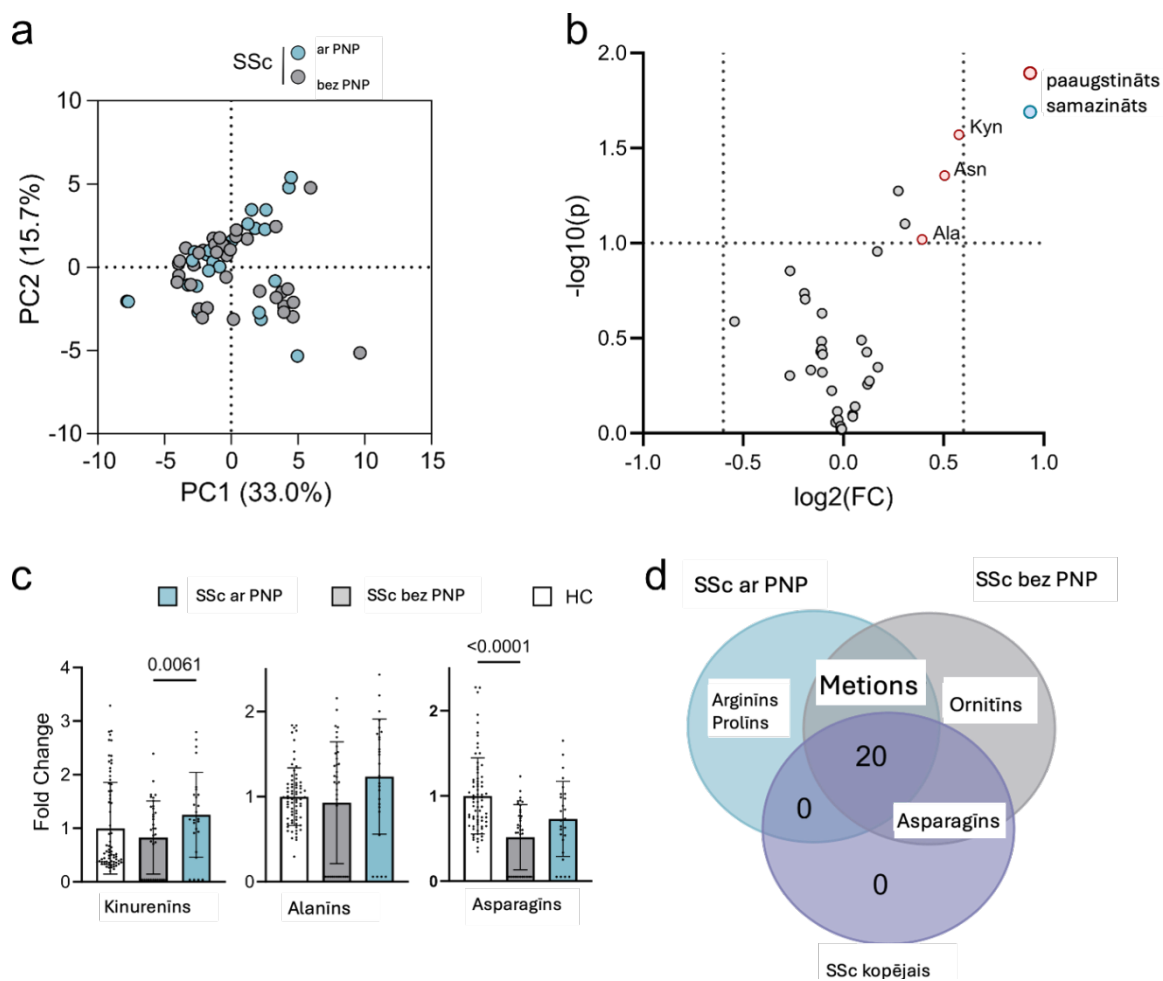 a
SSc
ar PNP
bez PNP
10
5
0
-5
-10
-10
-5
0
5
10
15
PC2 (15.7%)
PC1 (33.0%)
b
2.0
1.5
1.0
0.5
0.0
-1.0
-0.5
0.0
0.5
1.0
-log10(p)
log2(FC)
paaugstināts
samazināts
Kyn
Asn
Ala
c
SSc ar PNP
SSc bez PNP
HC
Fold Change
4
3
2
1
0
0.0061
Kinurenīns
2
1
0
Alanīns
2
1
0
<0.0001
Asparagīns
d
SSc ar PNP
SSc bez PNP
Arginīns
Prolīns
Metions
Ornitīns
20
0
Asparagīns
0
SSc kopējais